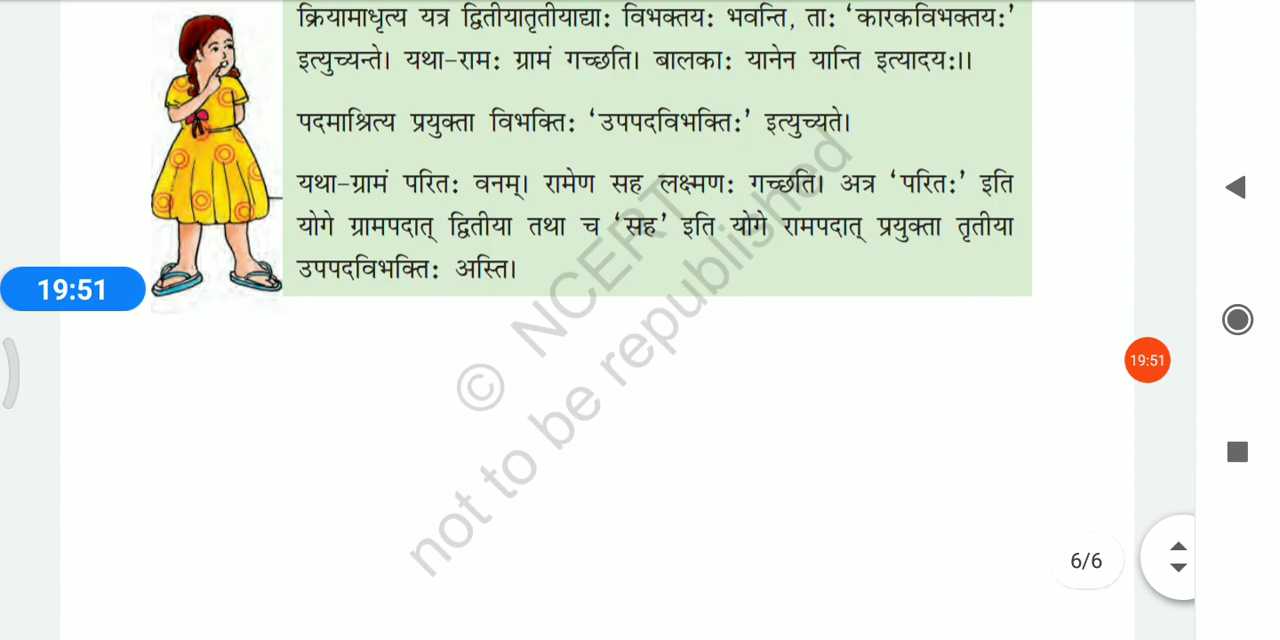 क्रियामाधृत्य यत्र द्वितीयातृतीयाद्याः विभक्तयः भवन्ति, ताः ‘कारकविभक्तयः’
इत्युच्यन्ते। यथा-रामः ग्रामं गच्छति। बालकाः यानेन यान्ति इत्यादयः।।
पदमाश्रित्य प्रयुक्ता विभक्तिः ‘उपपदविभक्तिः’ इत्युच्यते।
यथा-ग्रामं परितः वनम्। रामेण सह लक्ष्मणः गच्छति। अत्र ‘परितः’ इति
योगे ग्रामपदात् द्वितीया तथा च ‘सह’ इति योगे रामपदात् प्रयुक्ता तृतीया
उपपदविभक्तिः अस्ति।
19:51
19:51
© NCERT
not to be republished
6/6